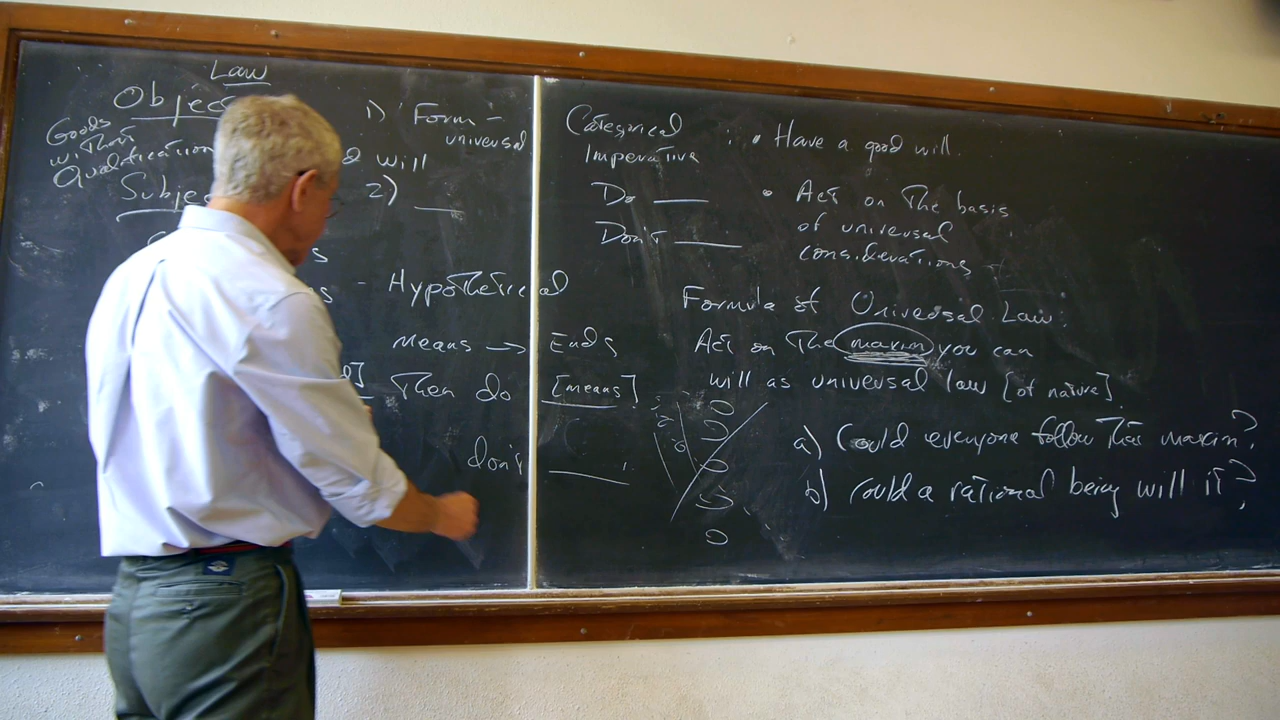 Law
Goods
without
Qualification
1) Form -
universal
will
2)
- Hypothetical
Means → Ends
Then do [means]
don't
Categorical
Imperative
Do
Don't
: • Have a good will.
• Act on the basis
of universal
considerations
Formula of Universal Law:
Act on the maxim you can
will as universal law [of nature].
a) Could everyone follow this maxim?
b) Could a rational being will it?